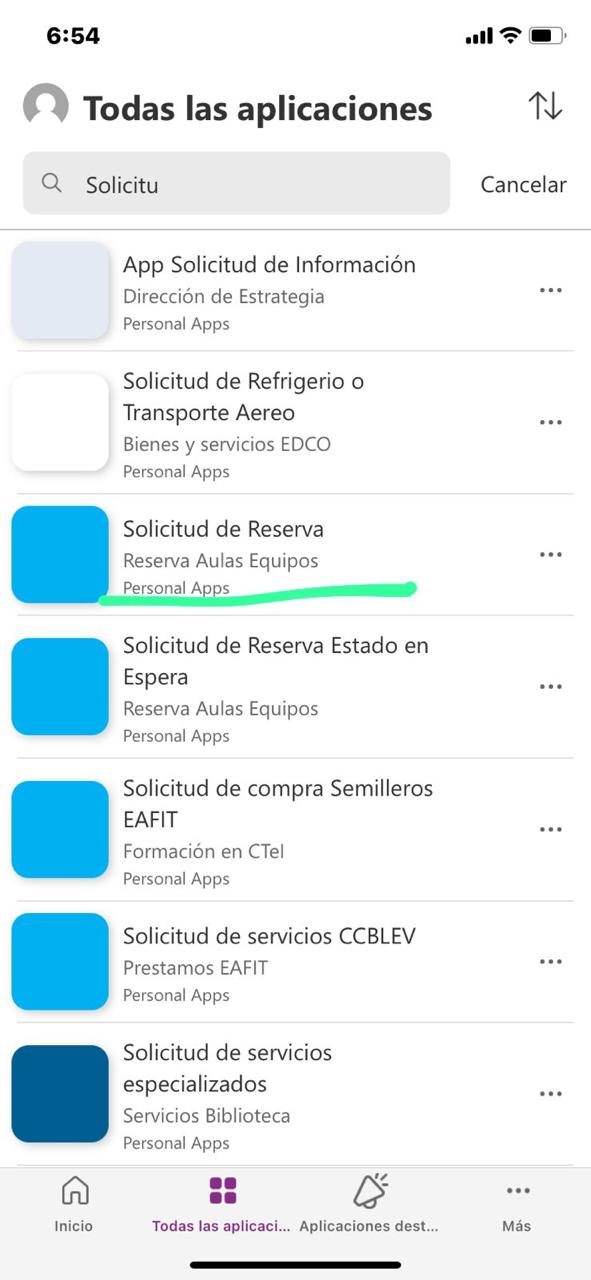 6:54
Todas las aplicaciones
Solicitu
Cancelar
App Solicitud de Información
Dirección de Estrategia
Personal Apps
Solicitud de Refrigerio o
Transporte Aereo
Bienes y servicios EDCO
Personal Apps
Solicitud de Reserva
Reserva Aulas Equipos
Personal Apps
Solicitud de Reserva Estado en
Espera
Reserva Aulas Equipos
Personal Apps
Solicitud de compra Semilleros
EAFIT
Formación en CTel
Personal Apps
Solicitud de servicios CCBLEV
Prestamos EAFIT
Personal Apps
Solicitud de servicios
especializados
Servicios Biblioteca
Personal Apps
Inicio
Todas las aplicaci...
Aplicaciones dest...
Más